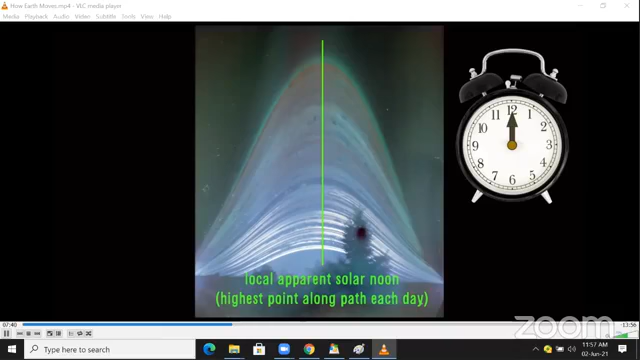 How Earth Moves.mp4 - VLC media player
Media Playback Audio Video Subtitle Tools View Help
12
1
2
3
4
5
6
7
8
9
10
11
local apparent solar noon
(highest point along path each day)
07:40
13:56
zoom
Type here to search
11:57 AM
02-Jun-21